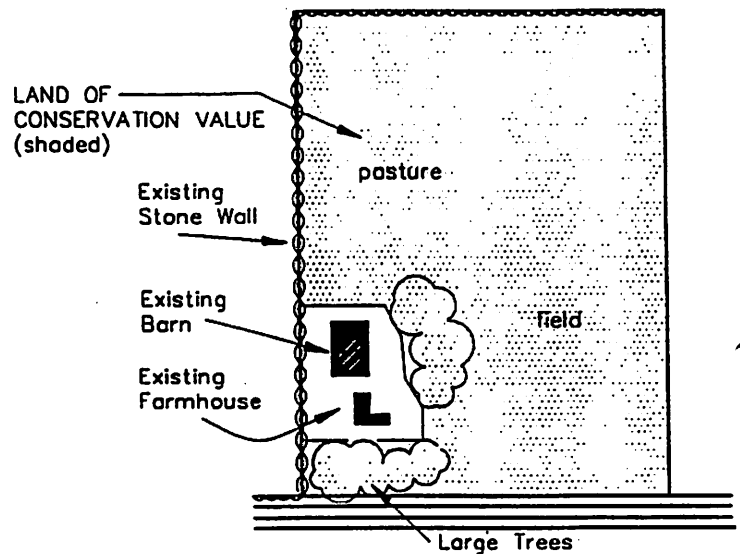 LAND OF
CONSERVATION VALUE
(shaded)
pasture
Existing
Stone Wall
Existing
Barn
field
Existing
Farmhouse
Large Trees